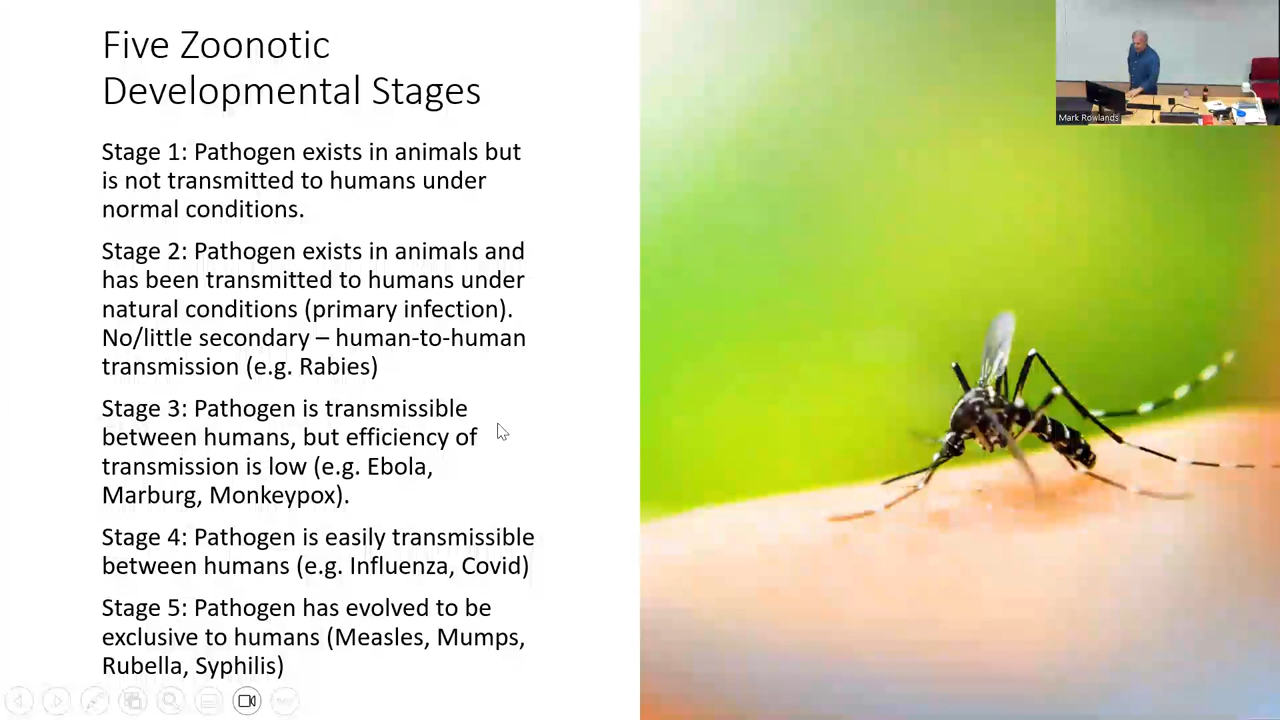 Five Zoonotic
Developmental Stages
Stage 1: Pathogen exists in animals but
is not transmitted to humans under
normal conditions.
Stage 2: Pathogen exists in animals and
has been transmitted to humans under
natural conditions (primary infection).
No/little secondary – human-to-human
transmission (e.g. Rabies)
Stage 3: Pathogen is transmissible
between humans, but efficiency of
transmission is low (e.g. Ebola,
Marburg, Monkeypox).
Stage 4: Pathogen is easily transmissible
between humans (e.g. Influenza, Covid)
Stage 5: Pathogen has evolved to be
exclusive to humans (Measles, Mumps,
Rubella, Syphilis)
Mark Rowlands